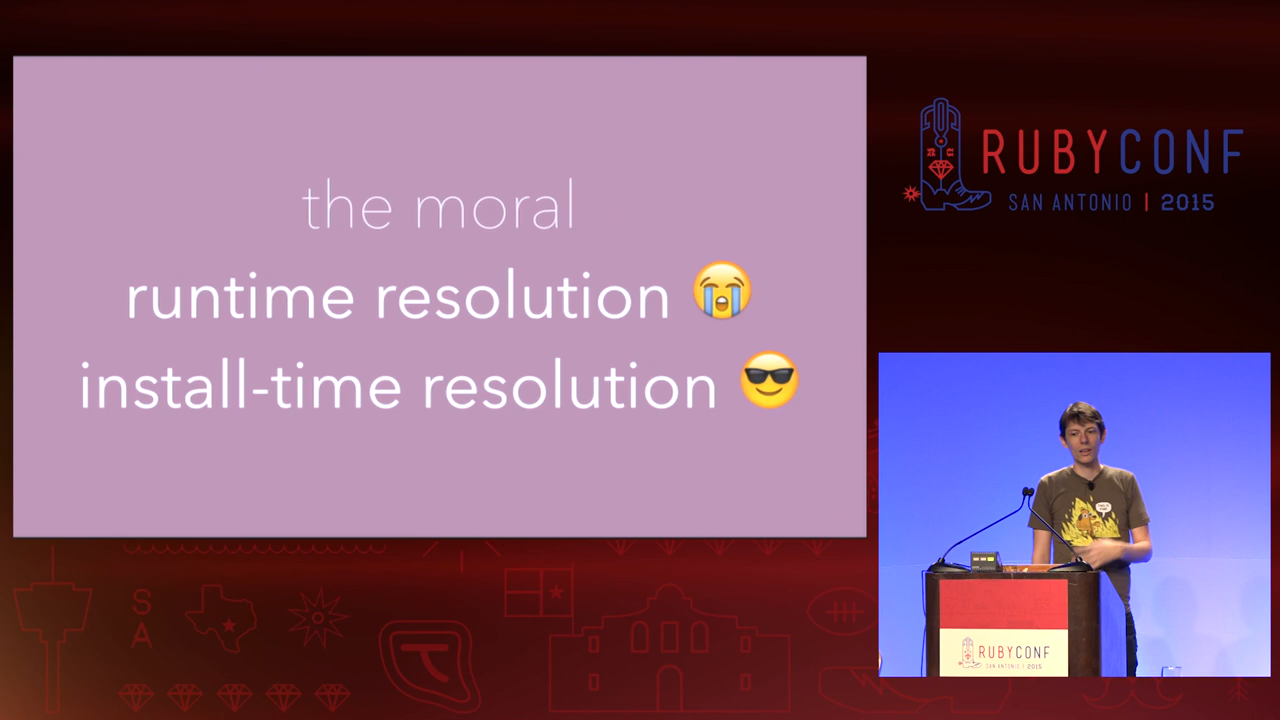 the moral
runtime resolution 😭
install-time resolution 😎
RUBYCONF
SAN ANTONIO | 2015
S
A
RUBYCONF
SAN ANTONIO | 2015